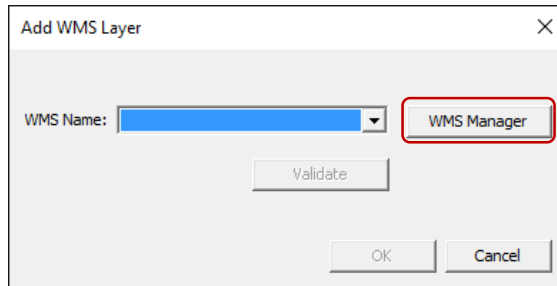 Add WMS Layer
WMS Name:
WMS Manager
Validate
OK
Cancel